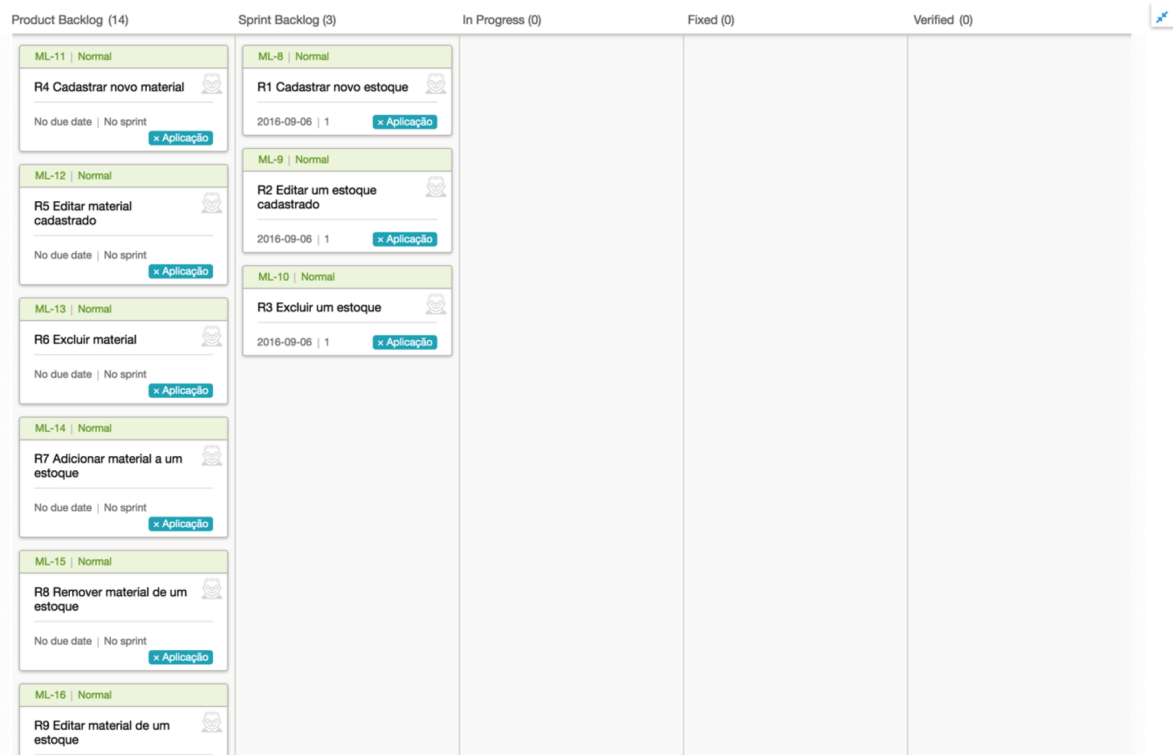 Product Backlog (14)
Sprint Backlog (3)
In Progress (0)
Fixed (0)
Verified (0)
ML-11 | Normal
R4 Cadastrar novo material
No due date | No sprint
× Aplicação
ML-12 | Normal
R5 Editar material
cadastrado
No due date | No sprint
× Aplicação
ML-13 | Normal
R6 Excluir material
No due date | No sprint
× Aplicação
ML-14 | Normal
R7 Adicionar material a um
estoque
No due date | No sprint
× Aplicação
ML-15 | Normal
R8 Remover material de um
estoque
No due date | No sprint
× Aplicação
ML-16 | Normal
R9 Editar material de um
estoque
ML-8 | Normal
R1 Cadastrar novo estoque
2016-09-06 | 1
× Aplicação
ML-9 | Normal
R2 Editar um estoque
cadastrado
2016-09-06 | 1
× Aplicação
ML-10 | Normal
R3 Excluir um estoque
2016-09-06 | 1
× Aplicação